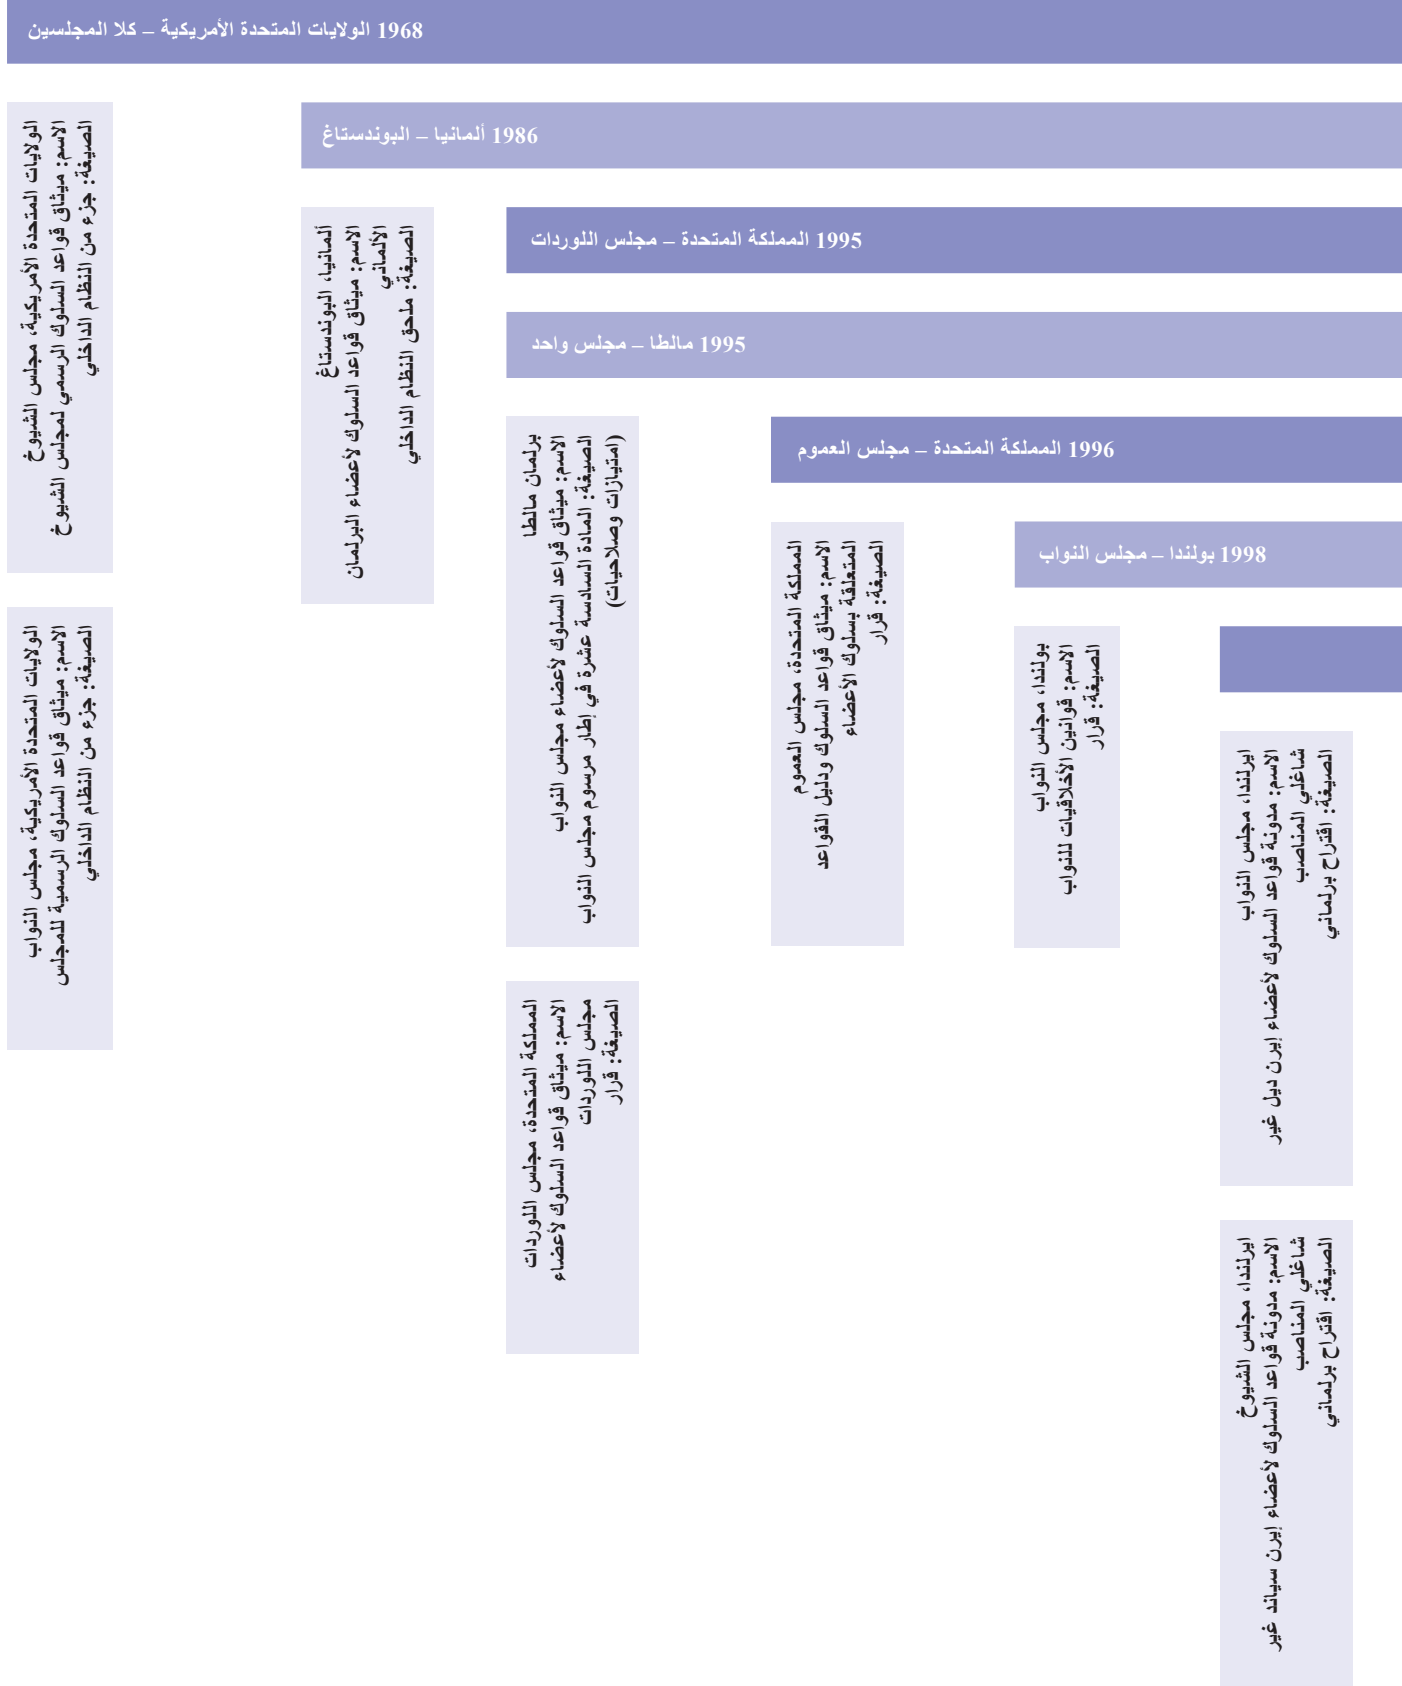 1968 الولايات المتحدة الأمريكية – كلا المجلسين
الولايات المتحدة الأمريكية، مجلس الشيوخ
الاسم: ميثاق قواعد السلوك الرسمي لمجلس الشيوخ
الصيغة: جزء من النظام الداخلي
الولايات المتحدة الأمريكية، مجلس النواب
الاسم: ميثاق قواعد السلوك الرسمية للمجلس
الصيغة: جزء من النظام الداخلي
1986 ألمانيا – البوندستاغ
ألمانيا، البوندستاغ
الاسم: ميثاق قواعد السلوك لأعضاء البرلمان
الألماني
الصيغة: ملحق النظام الداخلي
1995 المملكة المتحدة – مجلس اللوردات
1995 مالطا – مجلس واحد
برلمان مالطا
الاسم: ميثاق قواعد السلوك لأعضاء مجلس النواب
الصيغة: المادة السادسة عشرة في إطار مرسوم مجلس النواب
(امتيازات وصلاحيات)
المملكة المتحدة، مجلس اللوردات
الاسم: ميثاق قواعد السلوك لأعضاء
مجلس اللوردات
الصيغة: قرار
1996 المملكة المتحدة – مجلس العموم
المملكة المتحدة، مجلس العموم
الاسم: ميثاق قواعد السلوك ودليل القواعد
المتعلقة بسلوك الأعضاء
الصيغة: قرار
1998 بولندا – مجلس النواب
بولندا، مجلس النواب
الاسم: قوانين الأخلاقيات للنواب
الصيغة: قرار
ايرلندا، مجلس النواب
الاسم: مدونة قواعد السلوك لأعضاء إيرن ديل غير
شاغلي المناصب
الصيغة: اقتراح برلماني
ايرلندا، مجلس الشيوخ
الاسم: مدونة قواعد السلوك لأعضاء إيرن سياند غير
شاغلي المناصب
الصيغة: اقتراح برلماني